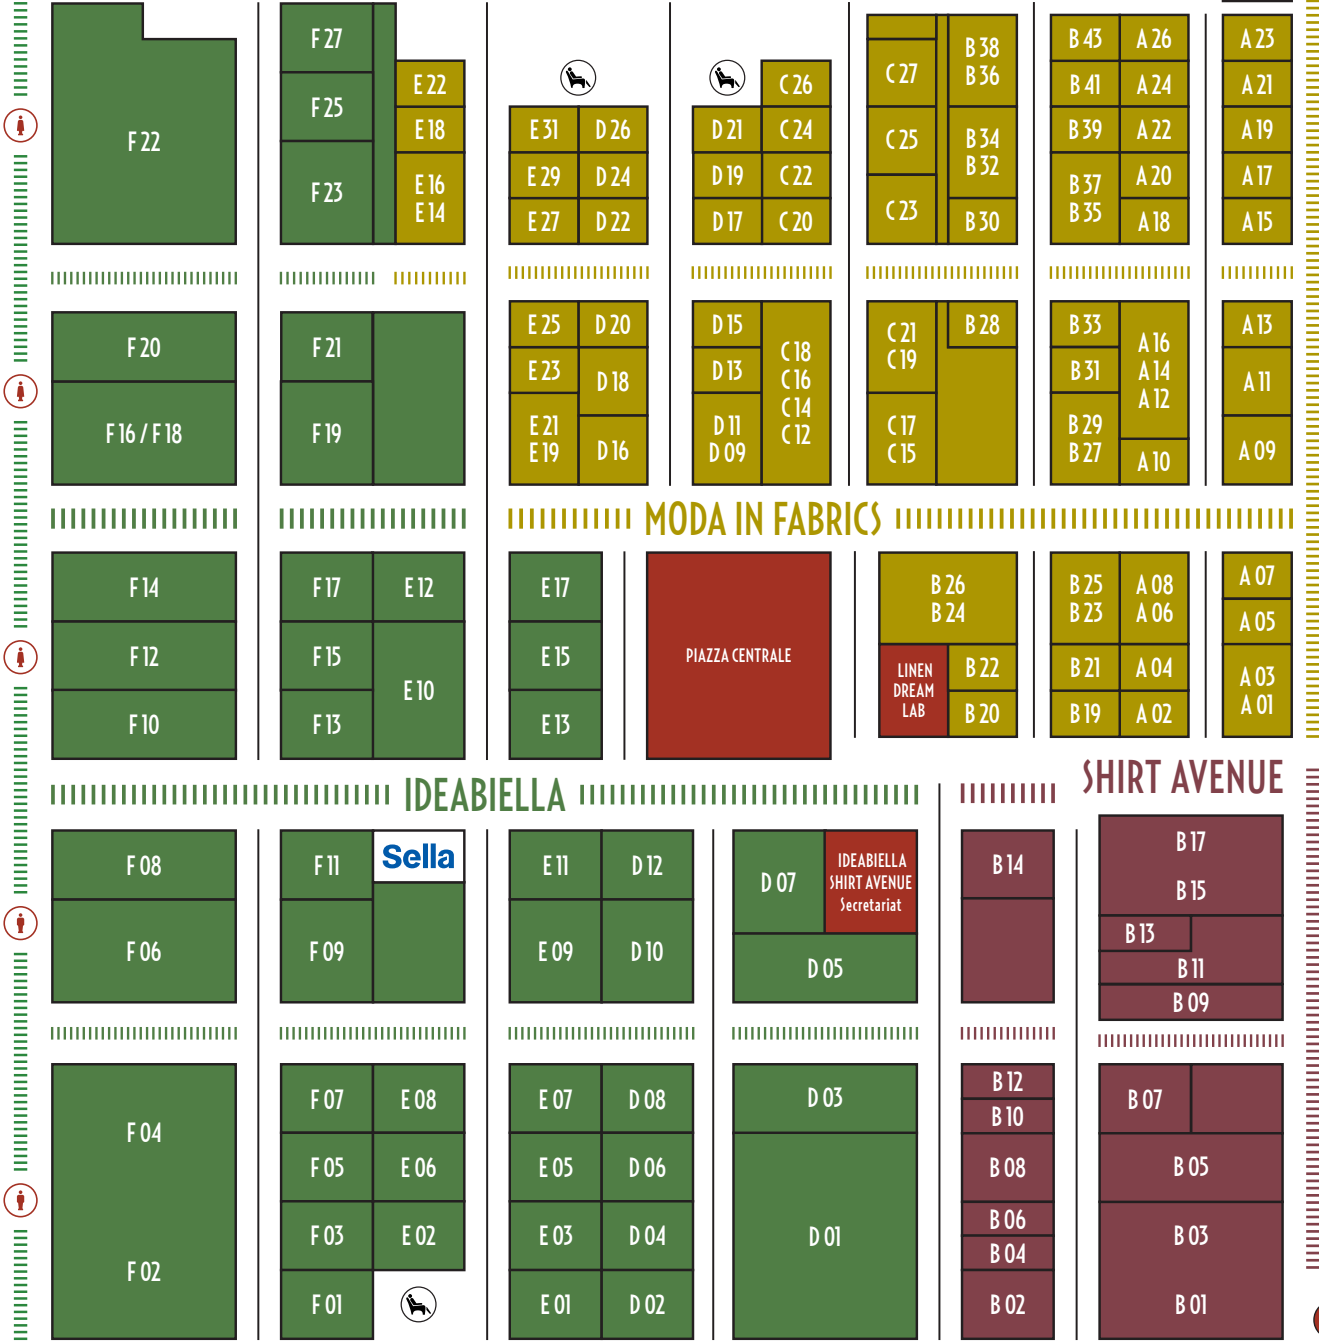 F 22
F 27
F 25
F 23
E 22
E 18
E 16
E 14
E 31
D 26
E 29
D 24
E 27
D 22
C 26
D 21
C 24
D 19
C 22
D 17
C 20
C 27
C 25
C 23
B 38
B 36
B 34
B 32
B 30
B 43
A 26
B 41
A 24
B 39
A 22
B 37
B 35
A 20
A 18
A 23
A 21
A 19
A 17
A 15
F 20
F 16 / F 18
F 21
F 19
E 25
D 20
E 23
D 18
E 21
E 19
D 16
D 15
D 13
D 11
D 09
C 18
C 16
C 14
C 12
C 21
C 19
C 17
C 15
B 28
B 33
B 31
B 29
B 27
A 16
A 14
A 12
A 10
A 13
A 11
A 09
MODA IN FABRICS
F 14
F 12
F 10
F 17
E 12
F 15
F 13
E 10
E 17
E 15
E 13
PIAZZA CENTRALE
B 26
B 24
LINEN
DREAM
LAB
B 22
B 20
B 25
B 23
A 08
A 06
B 21
A 04
B 19
A 02
A 07
A 05
A 03
A 01
IDEABIELLA
SHIRT AVENUE
F 08
F 06
F 11
Sella
F 09
E 11
D 12
E 09
D 10
D 07
IDEABIELLA
SHIRT AVENUE
Secretariat
D 05
B 14
B 17
B 15
B 13
B 11
B 09
F 04
F 02
F 07
E 08
F 05
E 06
F 03
E 02
F 01
E 07
D 08
E 05
D 06
E 03
D 04
E 01
D 02
D 03
D 01
B 12
B 10
B 08
B 06
B 04
B 02
B 07
B 05
B 03
B 01